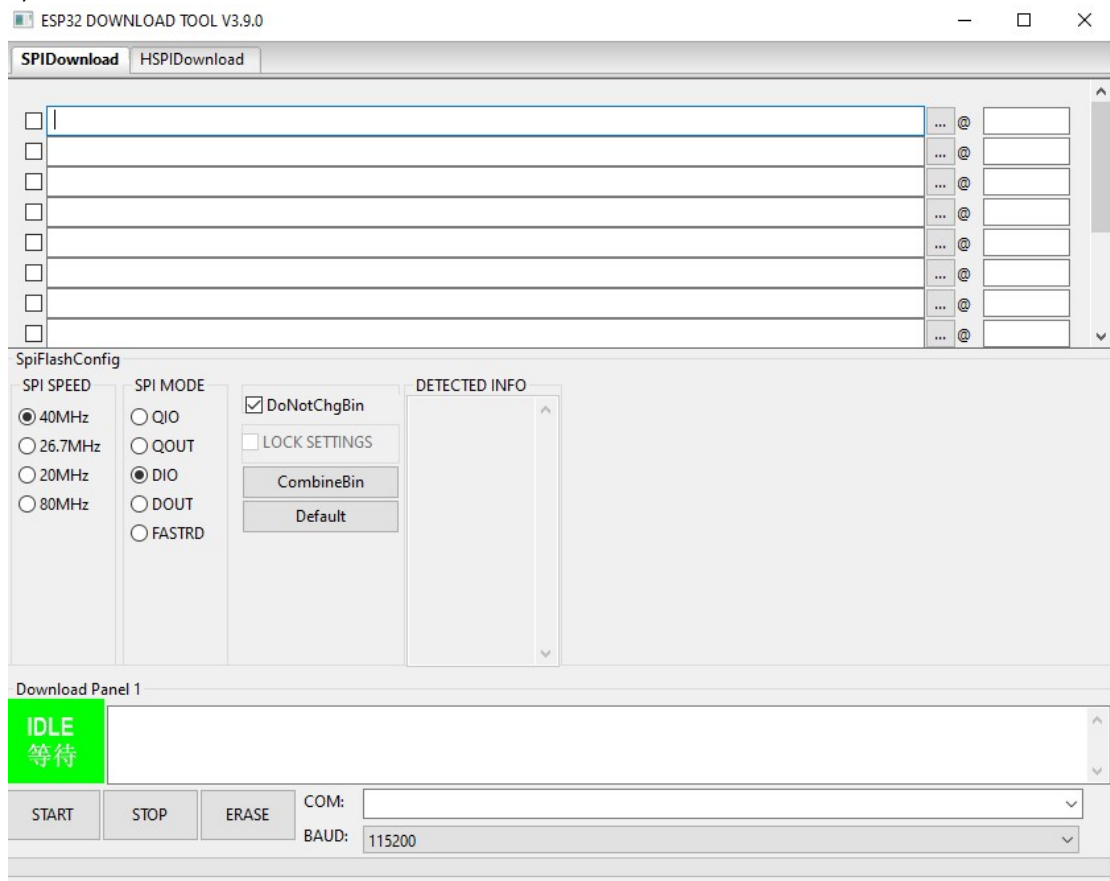 ESP32 DOWNLOAD TOOL V3.9.0
SPIDownload HSPIDownload
... @
... @
... @
... @
... @
... @
... @
... @
SpiFlashConfig
SPI SPEED
40MHz
26.7MHz
20MHz
80MHz
SPI MODE
QIO
QOUT
DIO
DOUT
FASTRD
DoNotChgBin
LOCK SETTINGS
CombineBin
Default
DETECTED INFO
Download Panel 1
IDLE
等待
START STOP ERASE
COM:
BAUD: 115200